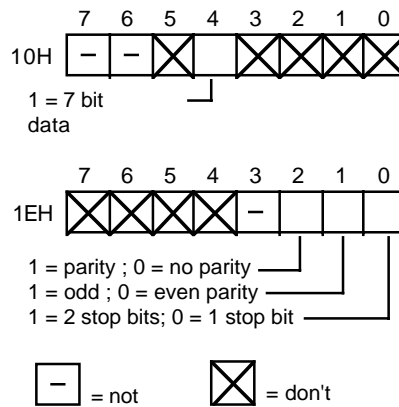 7 6 5 4 3 2 1 0
10H - -
1 = 7 bit
data
7 6 5 4 3 2 1 0
1EH -
1 = parity ; 0 = no parity
1 = odd ; 0 = even parity
1 = 2 stop bits; 0 = 1 stop bit
- = not = don't